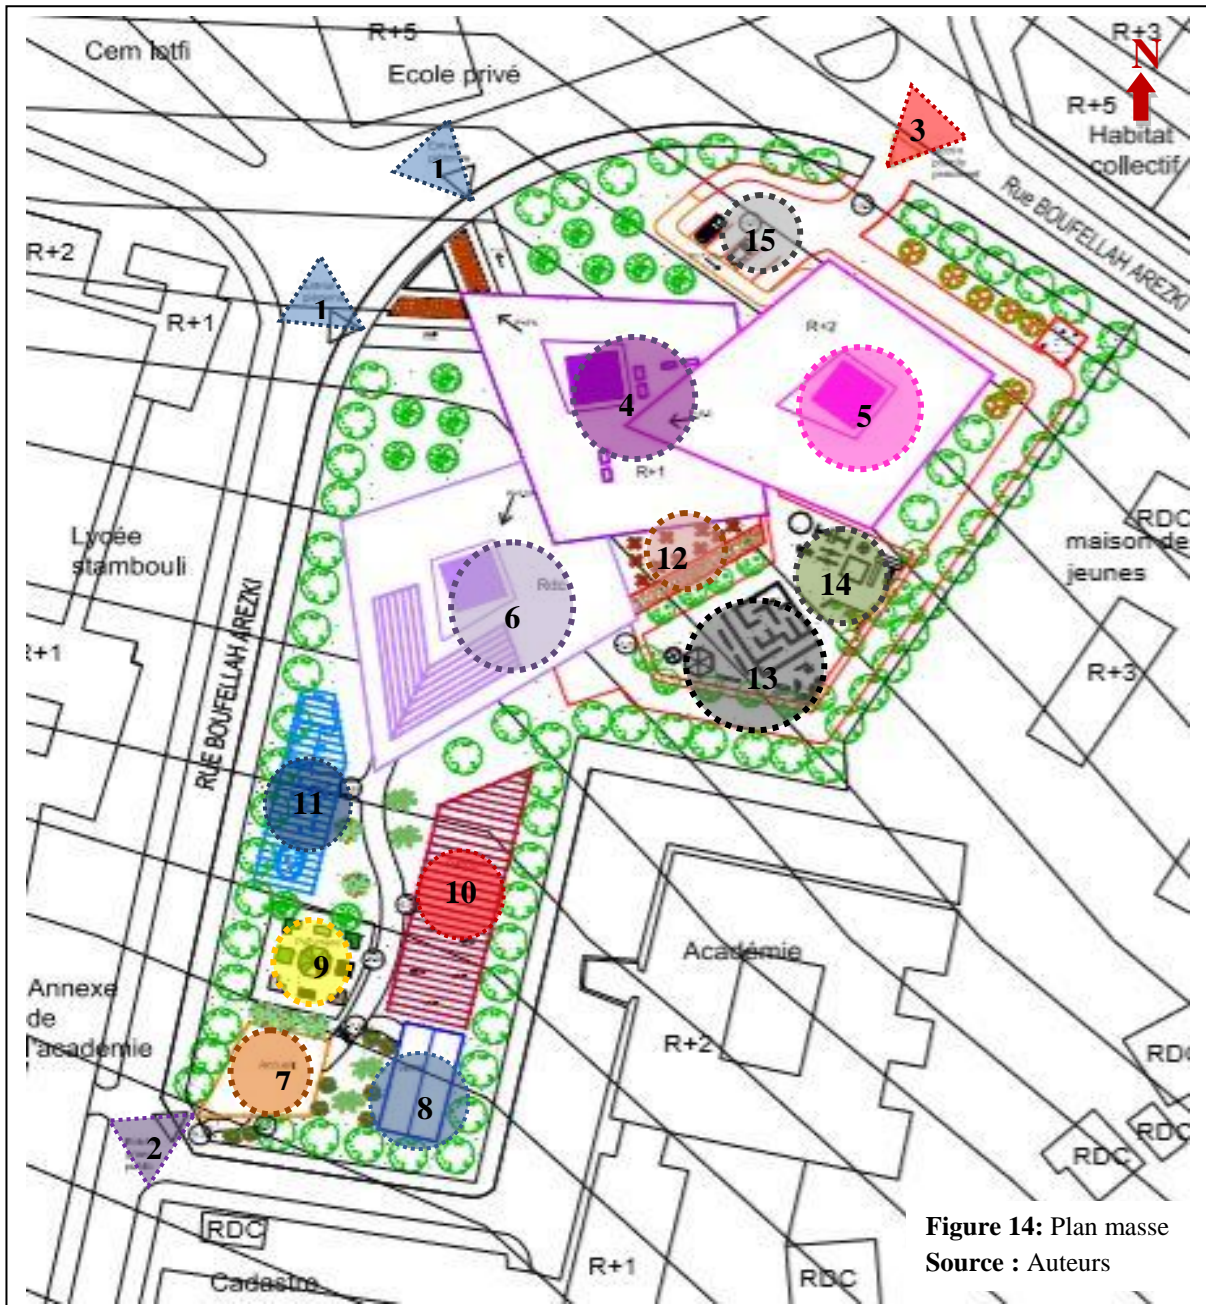 Cem lotfi
R+5
Ecole privé
R+3
N
R+5
Habitat
collectif
3
1
Rue BOUFELLAH AREZKI
R+2
15
1
R+1
R+2
4
5
R+1
RDC
Lycée
stambouli
maison de
jeunes
12
14
Rdc
6
R+1
13
R+3
RUE BOUFELLAH AREZKI
11
10
Académie
9
Annexe
de
l'académie
R+2
RDC
Accueil
7
8
RDC
2
RDC
RDC
Figure 14: Plan masse
Source : Auteurs
R+1
RDC
Cadastre